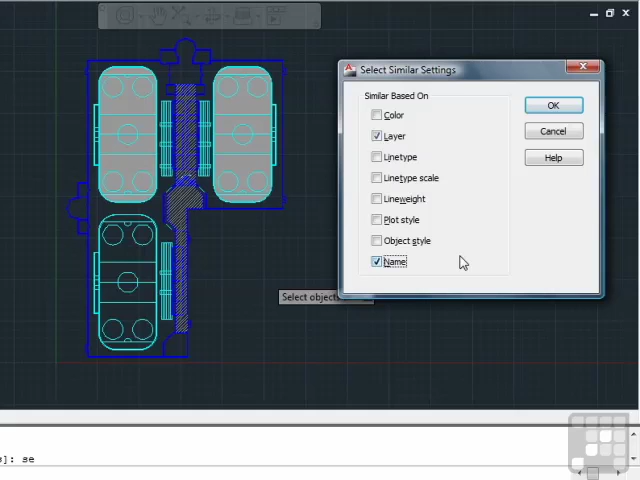 Select Similar Settings
Similar Based On
Color
Layer
Linetype
Linetype scale
Lineweight
Plot style
Object style
Name
OK
Cancel
Help
Select objects
s]: se